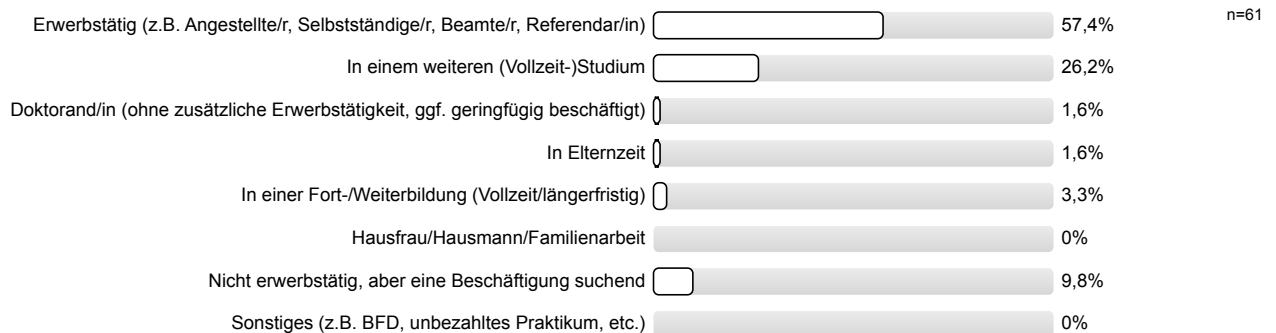 n=61
Erwerbstätig (z.B. Angestellte/r, Selbstständige/r, Beamte/r, Referendar/in) 57,4%
In einem weiteren (Vollzeit-)Studium 26,2%
Doktorand/in (ohne zusätzliche Erwerbstätigkeit, ggf. geringfügig beschäftigt) 1,6%
In Elternzeit 1,6%
In einer Fort-/Weiterbildung (Vollzeit/längerfristig) 3,3%
Hausfrau/Hausmann/Familienarbeit 0%
Nicht erwerbstätig, aber eine Beschäftigung suchend 9,8%
Sonstiges (z.B. BFD, unbezahltes Praktikum, etc.) 0%